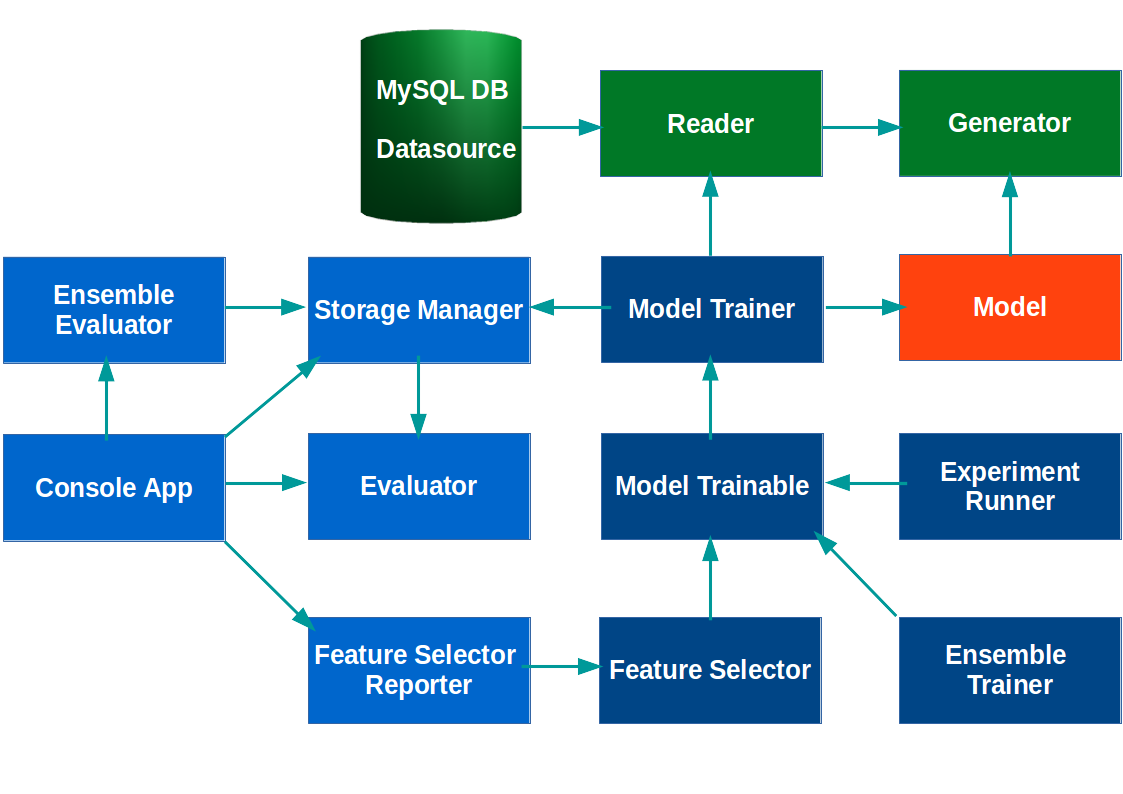 MySQL DB
Datasource
Reader
Generator
Ensemble
Evaluator
Storage Manager
Model Trainer
Model
Console App
Evaluator
Model Trainable
Experiment
Runner
Feature Selector
Reporter
Feature Selector
Ensemble
Trainer